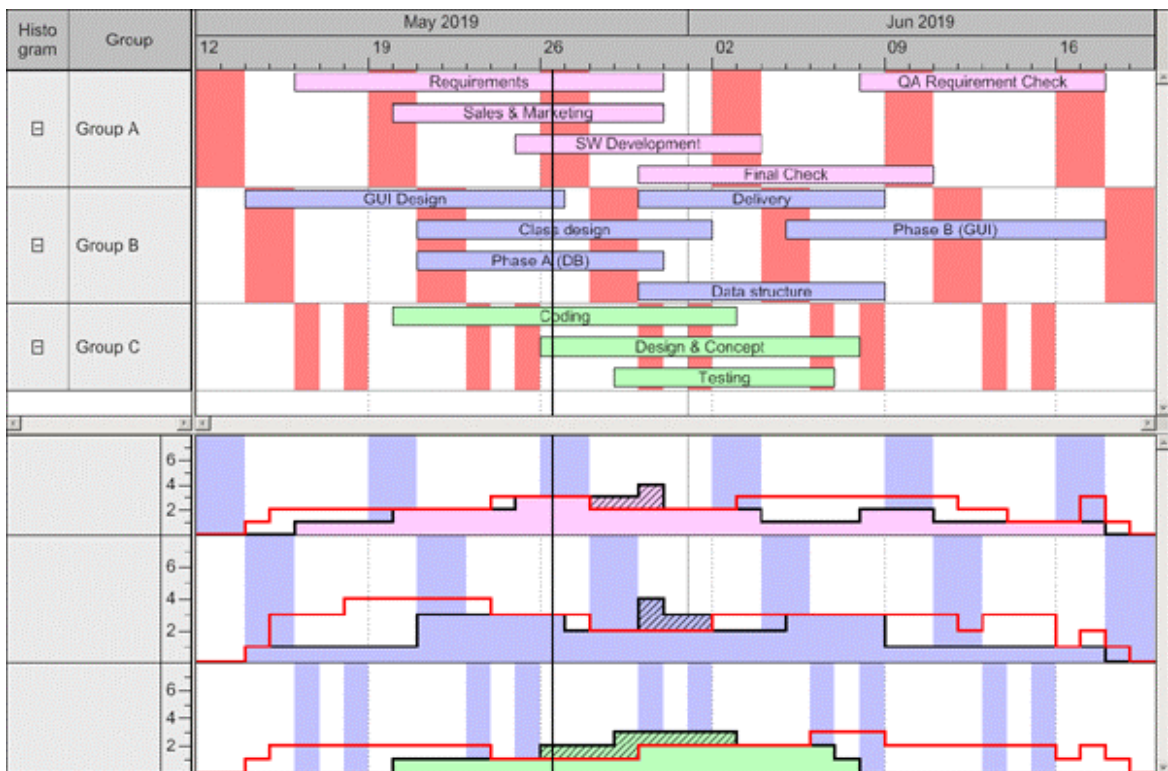 Histo
gram
Group
May 2019
Jun 2019
12
19
26
02
09
16
Group A
Requirements
QA Requirement Check
Sales & Marketing
SW Development
Final Check
Group B
GUI Design
Delivery
Class design
Phase B (GUI)
Phase A (DB)
Data structure
Group C
Coding
Design & Concept
Testing
6
4
2
6
4
2
6
4
2